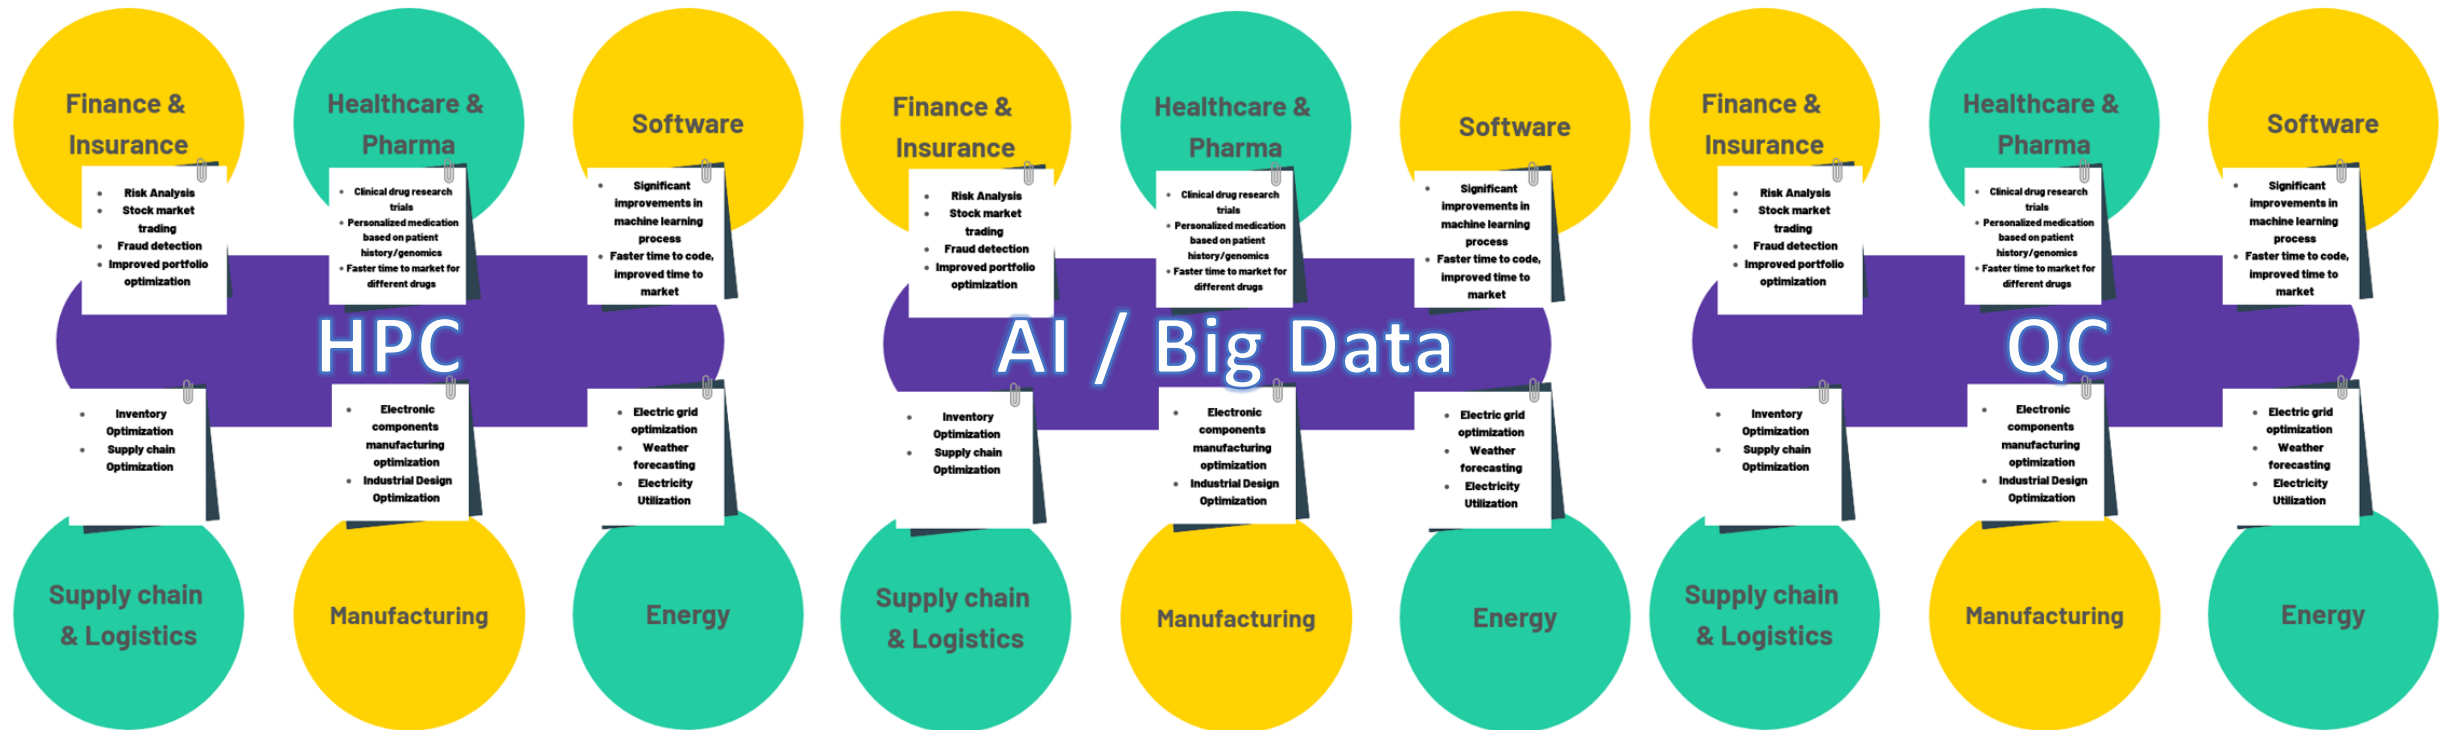 Finance &
Insurance
• Risk Analysis
• Stock market
trading
• Fraud detection
• Improved portfolio
optimization
Healthcare &
Pharma
• Clinical drug research
trials
• Personalized medication
based on patient
history/genomics
• Faster time to market for
different drugs
Software
• Significant
improvements in
machine learning
process
• Faster time to code,
improved time to
market
HPC
• Inventory
Optimization
• Supply chain
Optimization
Supply chain
& Logistics
• Electronic
components
manufacturing
optimization
• Industrial Design
Optimization
Manufacturing
• Electric grid
optimization
• Weather
forecasting
• Electricity
Utilization
Energy
Finance &
Insurance
• Risk Analysis
• Stock market
trading
• Fraud detection
• Improved portfolio
optimization
Healthcare &
Pharma
• Clinical drug research
trials
• Personalized medication
based on patient
history/genomics
• Faster time to market for
different drugs
Software
• Significant
improvements in
machine learning
process
• Faster time to code,
improved time to
market
AI / Big Data
• Inventory
Optimization
• Supply chain
Optimization
Supply chain
& Logistics
• Electronic
components
manufacturing
optimization
• Industrial Design
Optimization
Manufacturing
• Electric grid
optimization
• Weather
forecasting
• Electricity
Utilization
Energy
Finance &
Insurance
• Risk Analysis
• Stock market
trading
• Fraud detection
• Improved portfolio
optimization
Healthcare &
Pharma
• Clinical drug research
trials
• Personalized medication
based on patient
history/genomics
• Faster time to market for
different drugs
Software
• Significant
improvements in
machine learning
process
• Faster time to code,
improved time to
market
QC
• Inventory
Optimization
• Supply chain
Optimization
Supply chain
& Logistics
• Electronic
components
manufacturing
optimization
• Industrial Design
Optimization
Manufacturing
• Electric grid
optimization
• Weather
forecasting
• Electricity
Utilization
Energy